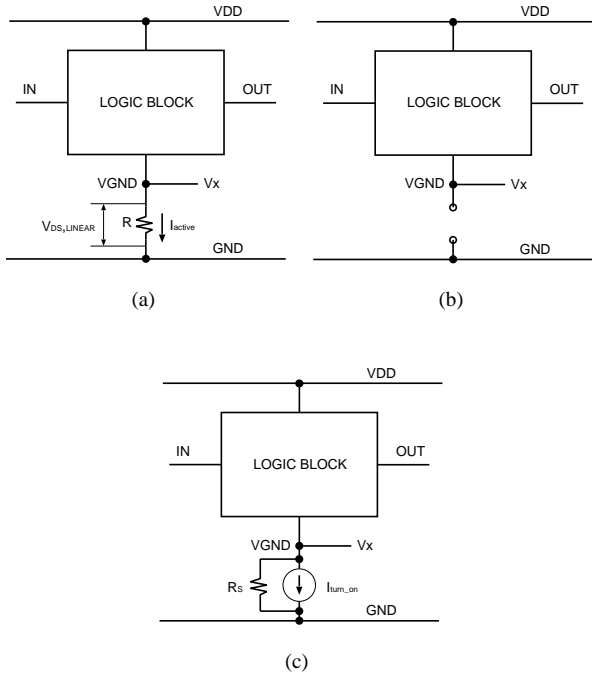 VDD
IN
LOGIC BLOCK
OUT
VGND
Vx
VDS,LINEAR
R
Iactive
GND
(a)
VDD
IN
LOGIC BLOCK
OUT
VGND
Vx
GND
(b)
VDD
IN
LOGIC BLOCK
OUT
VGND
Vx
RS
Iturn_on
GND
(c)